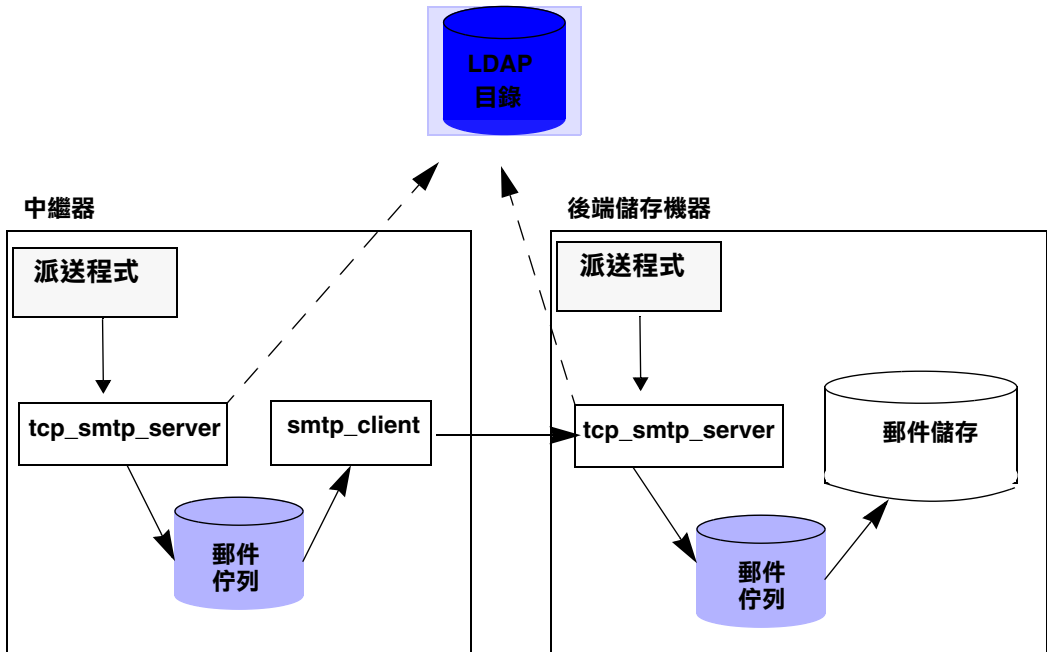 LDAP
目錄
中繼器
後端儲存機器
派送程式
派送程式
tcp_smtp_server
smtp_client
tcp_smtp_server
郵件儲存
郵件
佇列
郵件
佇列